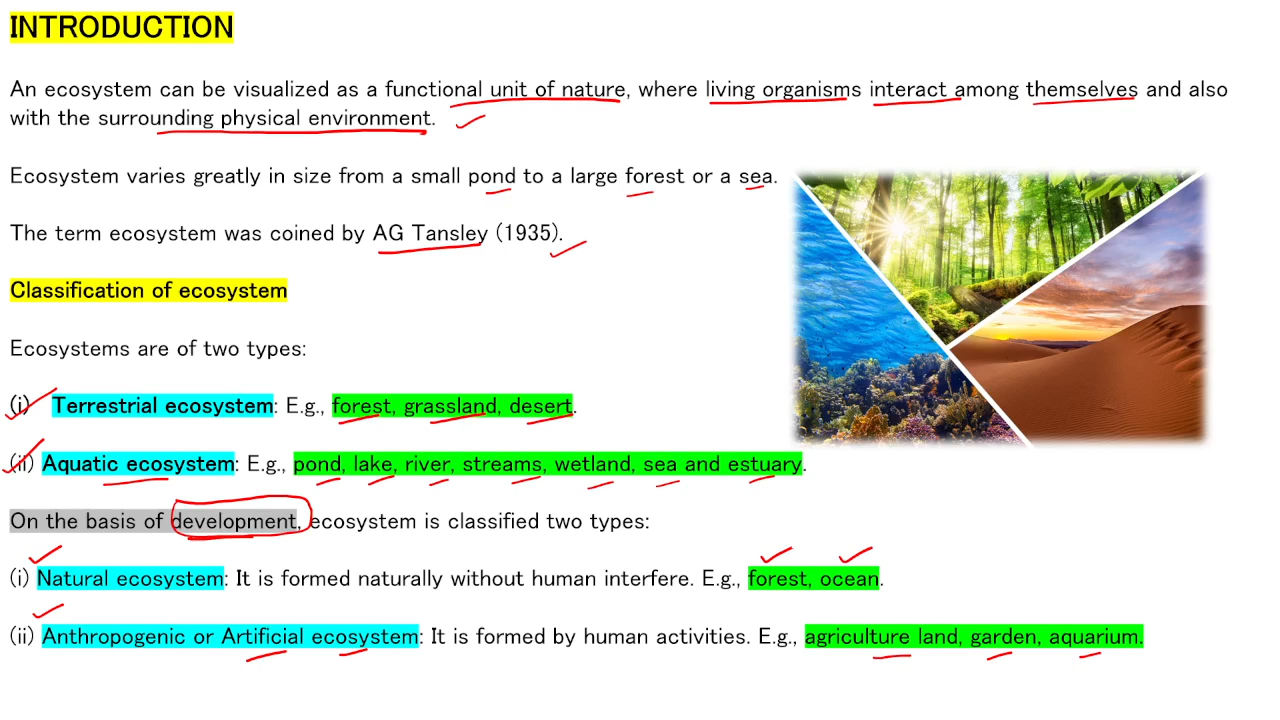 INTRODUCTION
An ecosystem can be visualized as a functional unit of nature, where living organisms interact among themselves and also
with the surrounding physical environment.
Ecosystem varies greatly in size from a small pond to a large forest or a sea.
The term ecosystem was coined by AG Tansley (1935).
Classification of ecosystem
Ecosystems are of two types:
(i) Terrestrial ecosystem: E.g., forest, grassland, desert.
(ii) Aquatic ecosystem: E.g., pond, lake, river, streams, wetland, sea and estuary.
On the basis of development, ecosystem is classified two types:
(i) Natural ecosystem: It is formed naturally without human interfere. E.g., forest, ocean.
(ii) Anthropogenic or Artificial ecosystem: It is formed by human activities. E.g., agriculture land, garden, aquarium.